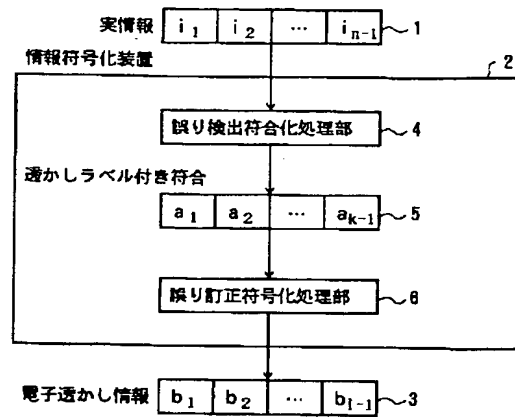 実情報 i1 i2 … in-1 1
情報符号化装置 2
誤り検出符合化処理部 4
透かしラベル付き符合
a1 a2 … ak-1 5
誤り訂正符号化処理部 6
電子透かし情報 b1 b2 … bl-1 3